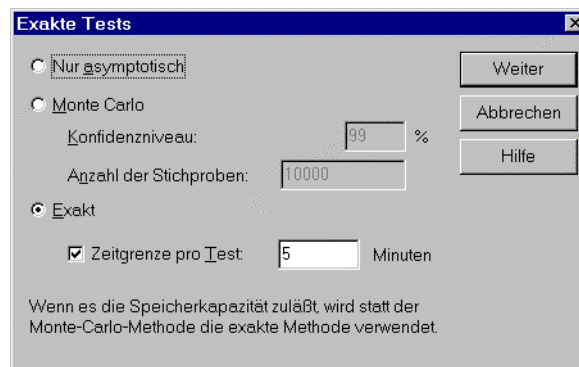 Exakte Tests
Nur asymptotisch
Weiter
Monte Carlo
Abbrechen
Konfidenzniveau: 99 %
Hilfe
Anzahl der Stichproben: 10000
Exakt
Zeitgrenze pro Test: 5 Minuten
Wenn es die Speicherkapazität zuläßt, wird statt der
Monte-Carlo-Methode die exakte Methode verwendet.